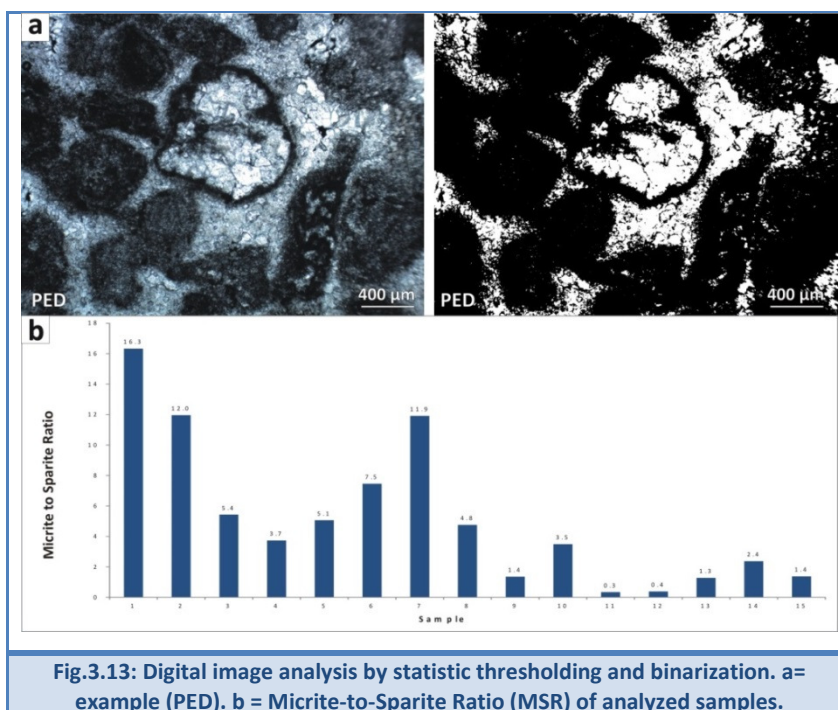 a
PED
400 µm
PED
400 µm
b
Micrite to Sparite Ratio
18
16
14
12
10
8
6
4
2
0
16.3
12.0
5.4
3.7
5.1
7.5
11.9
4.8
1.4
3.5
0.3
0.4
1.3
2.4
1.4
1 2 3 4 5 6 7 8 9 10 11 12 13 14 15
Sample
Fig.3.13: Digital image analysis by statistic thresholding and binarization. a=
example (PED). b = Micrite-to-Sparite Ratio (MSR) of analyzed samples.